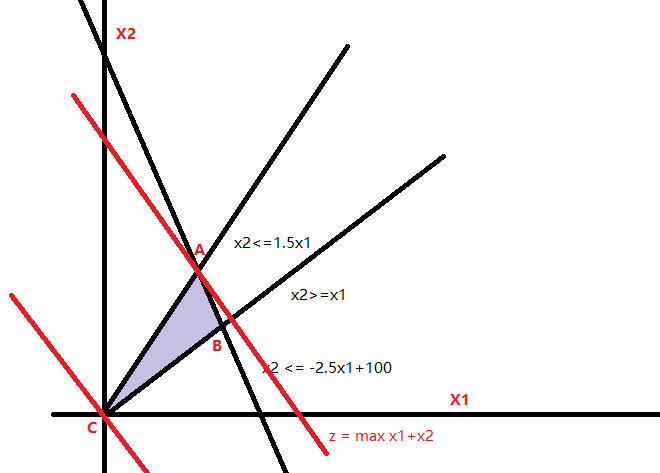 X2
A
x2<=1.5x1
x2>=x1
B
x2 <= -2.5x1+100
X1
C
z = max x1+x2